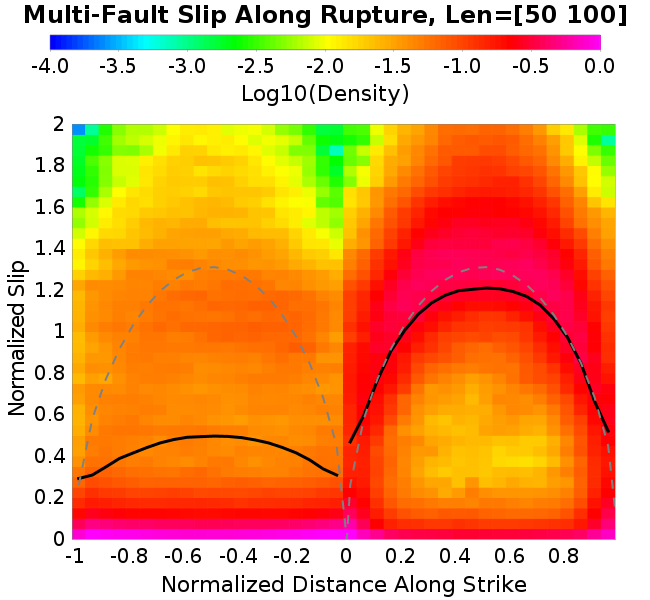 Multi-Fault Slip Along Rupture, Len=[50 100]
-4.0 -3.5 -3.0 -2.5 -2.0 -1.5 -1.0 -0.5 0.0
Log10(Density)
2
1.8
1.6
1.4
1.2
1
0.8
0.6
0.4
0.2
0
Normalized Slip
-1 -0.8 -0.6 -0.4 -0.2 0 0.2 0.4 0.6 0.8
Normalized Distance Along Strike